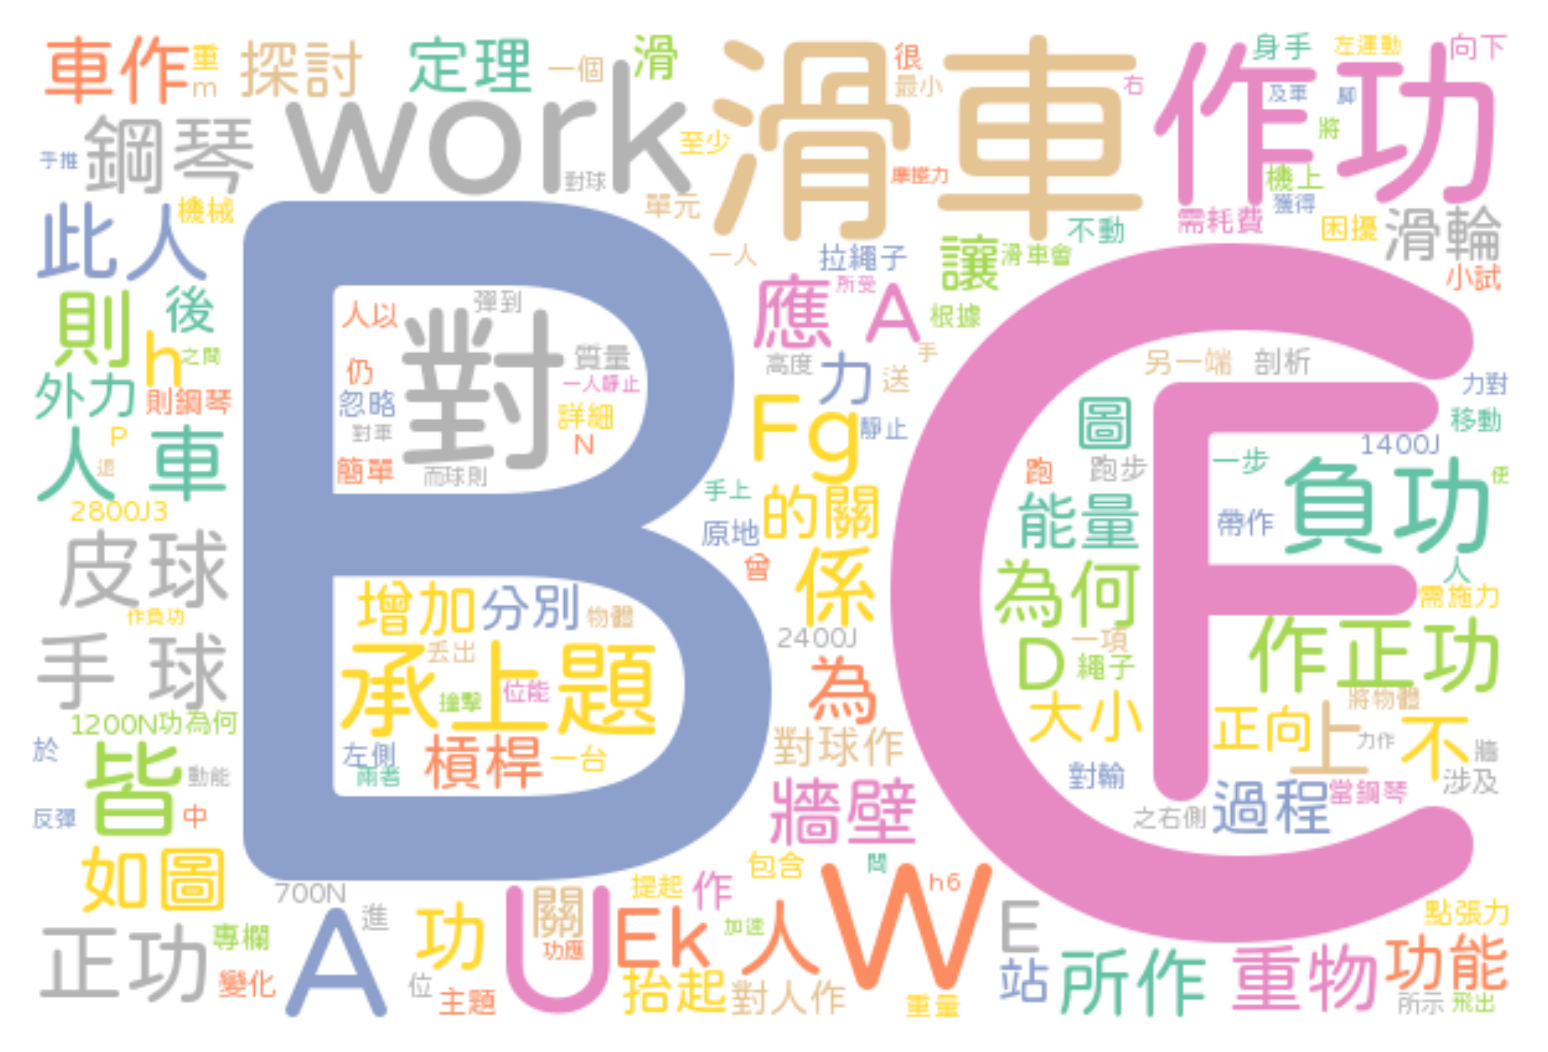 車作 重 m 探討 定理 一個 滑
滑車 很 最小 右 作功 身手 左運動 向下
及車 腳 將
鋼琴 手推 work 對球 至少 單元 摩擦力
機上 獲得 需耗費 困擾 滑輪 小試
此人 機械 B 一人 拉繩子 讓 滑車會 不動
則 後 h 之間 外力 則鋼琴
人以 彈到 對 質量 仍 一人靜止 忽略 詳細 對車 N 簡單 而球則
應 A 所受 根據 高度 力 手 送
C F 另一端 剖析 力對 移動 1400J
人 P 退 車 2800J3
Fg 靜止 圖 跑 跑步 一步 負功 便
手上 的關 原地 能量 帶作
皮球 作負功 曾 係 為何 人 需施力
增加 分別 物體 2400J D 一項 繩子 作正功
手 球 承上題 丟出 撞擊 位能 為 大小 將物體
1200N功為何 左側 兩者 槓桿 一台 對球作 對輸 正向 上 力作 不 牆 涉及
於 皆 動能 反彈 中 牆壁 之右側 過程 當鋼琴
如圖 700N 包含 問 h6 點張力
正功 專欄 變化 A 進 功 位 主題 U 關 功應 提起 作 Ek 加速 人 W E
抬起 對人作 重量 站 所作 重物 功能 所示 飛出